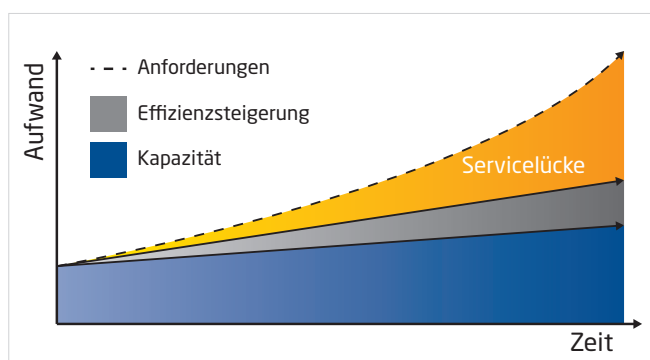 Aufwand
Anforderungen
Effizienzsteigerung
Kapazität
Servicelücke
Zeit